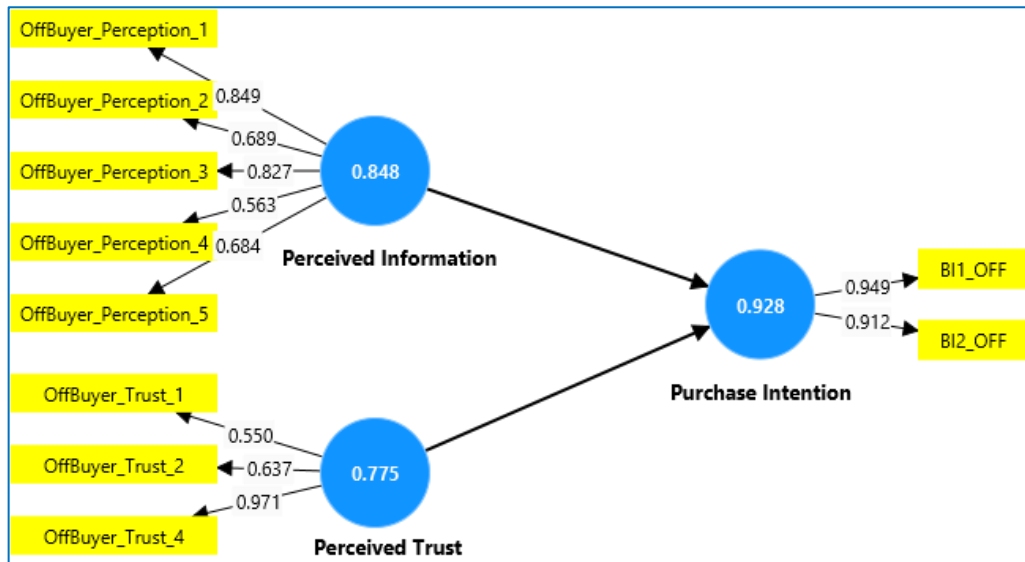 OffBuyer_Perception_1
OffBuyer_Perception_2
0.849
0.689
OffBuyer_Perception_3
0.827
0.848
0.563
OffBuyer_Perception_4
0.684
Perceived Information
OffBuyer_Perception_5
BI1_OFF
0.949
0.928
0.912
BI2_OFF
Purchase Intention
OffBuyer_Trust_1
0.550
OffBuyer_Trust_2
0.637
0.775
0.971
OffBuyer_Trust_4
Perceived Trust